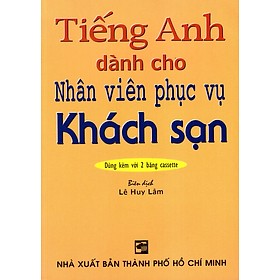 Tiếng Anh
dành cho
Nhân viên phục vụ
Khách sạn
Dùng kèm với 2 băng cassette
Biên dịch
Lê Huy Lâm
NHÀ XUẤT BẢN THÀNH PHỐ HỒ CHÍ MINH